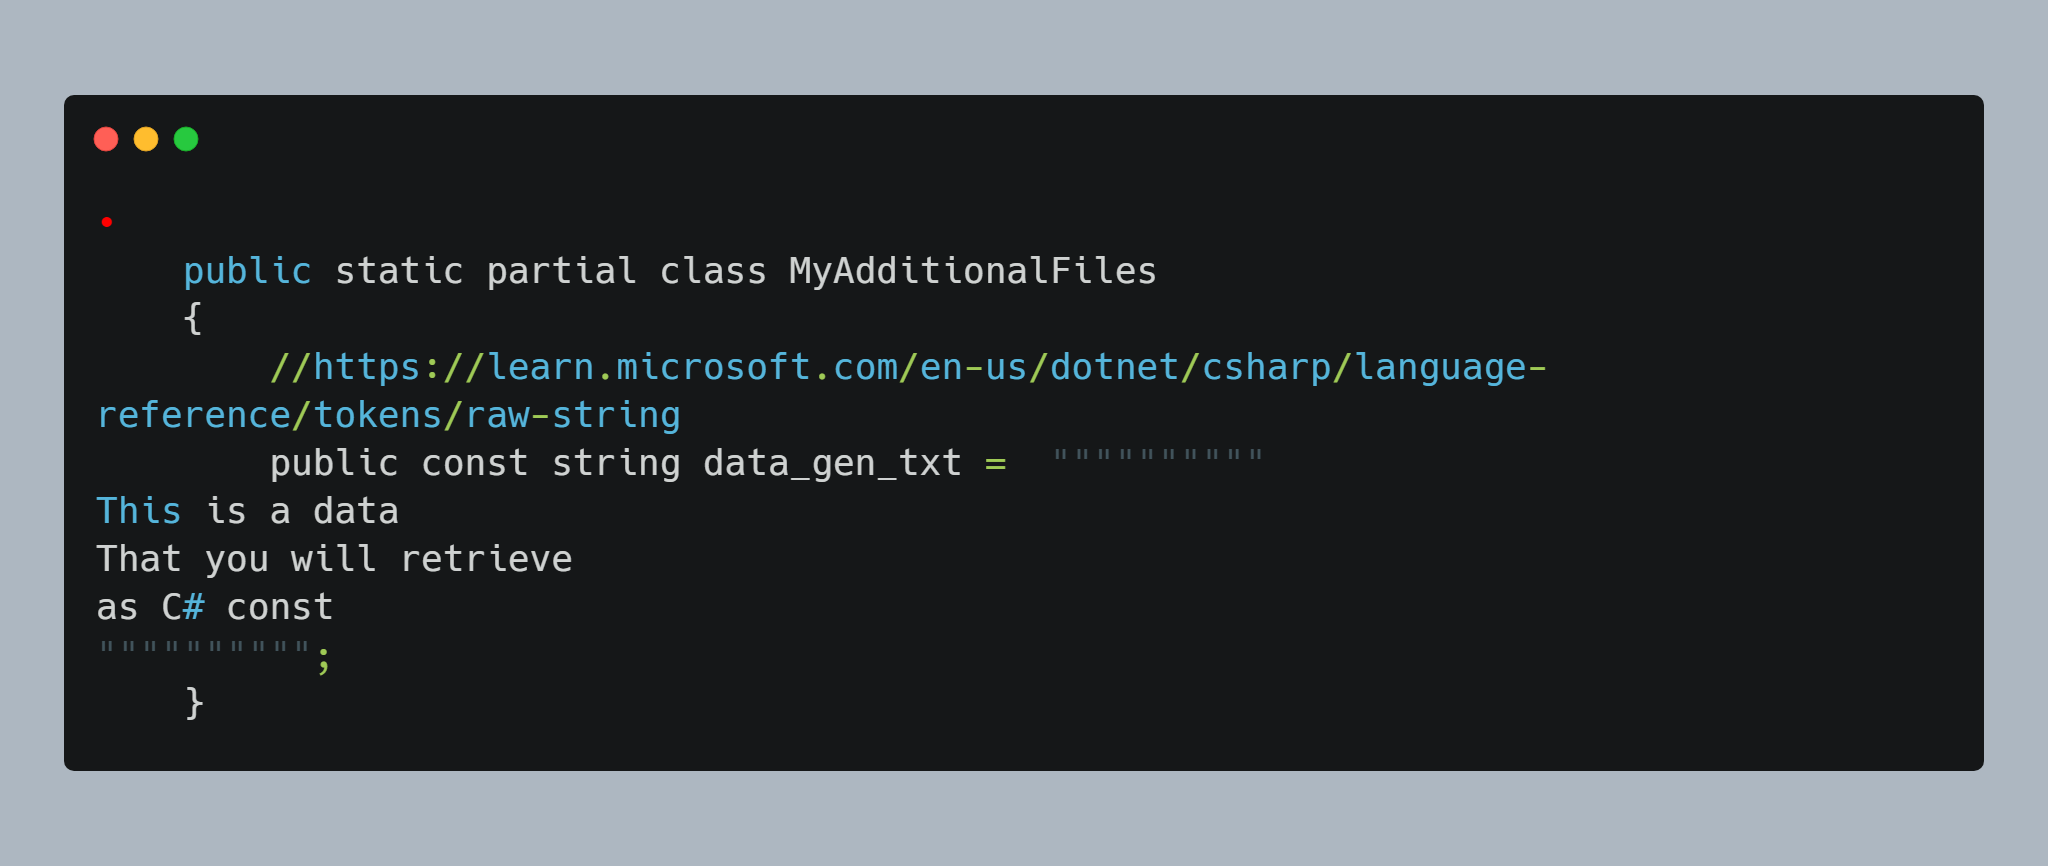 public static partial class MyAdditionalFiles
    {
        //https://learn.microsoft.com/en-us/dotnet/csharp/language-
reference/tokens/raw-string
        public const string data_gen_txt =  """"""""""
This is a data
That you will retrieve
as C# const
"""""""""";
    }